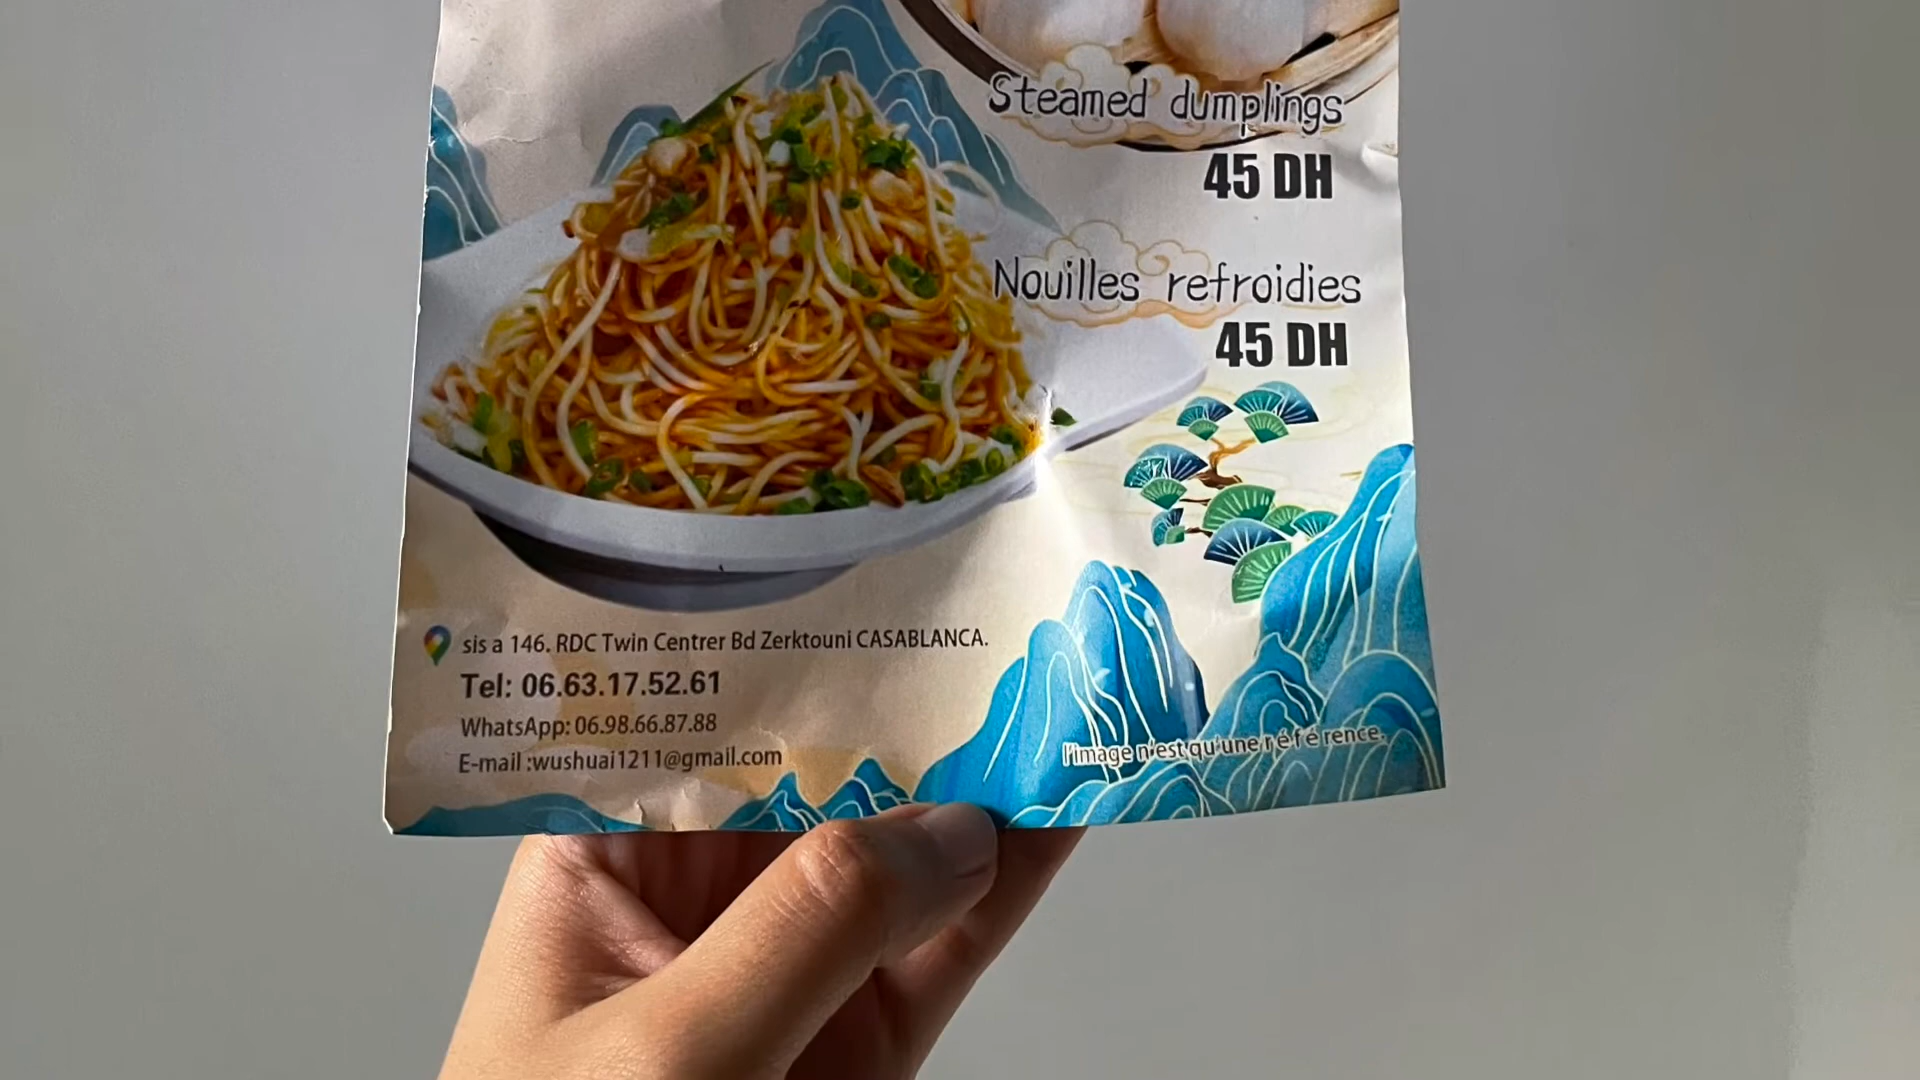 Steamed dumplings
45 DH
Nouilles refroidies
45 DH
sis a 146. RDC Twin Centrer Bd Zerktouni CASABLANCA.
Tel: 06.63.17.52.61
WhatsApp: 06.98.66.87.88
E-mail :wushuai1211@gmail.com
l'image n'est qu'une référence.